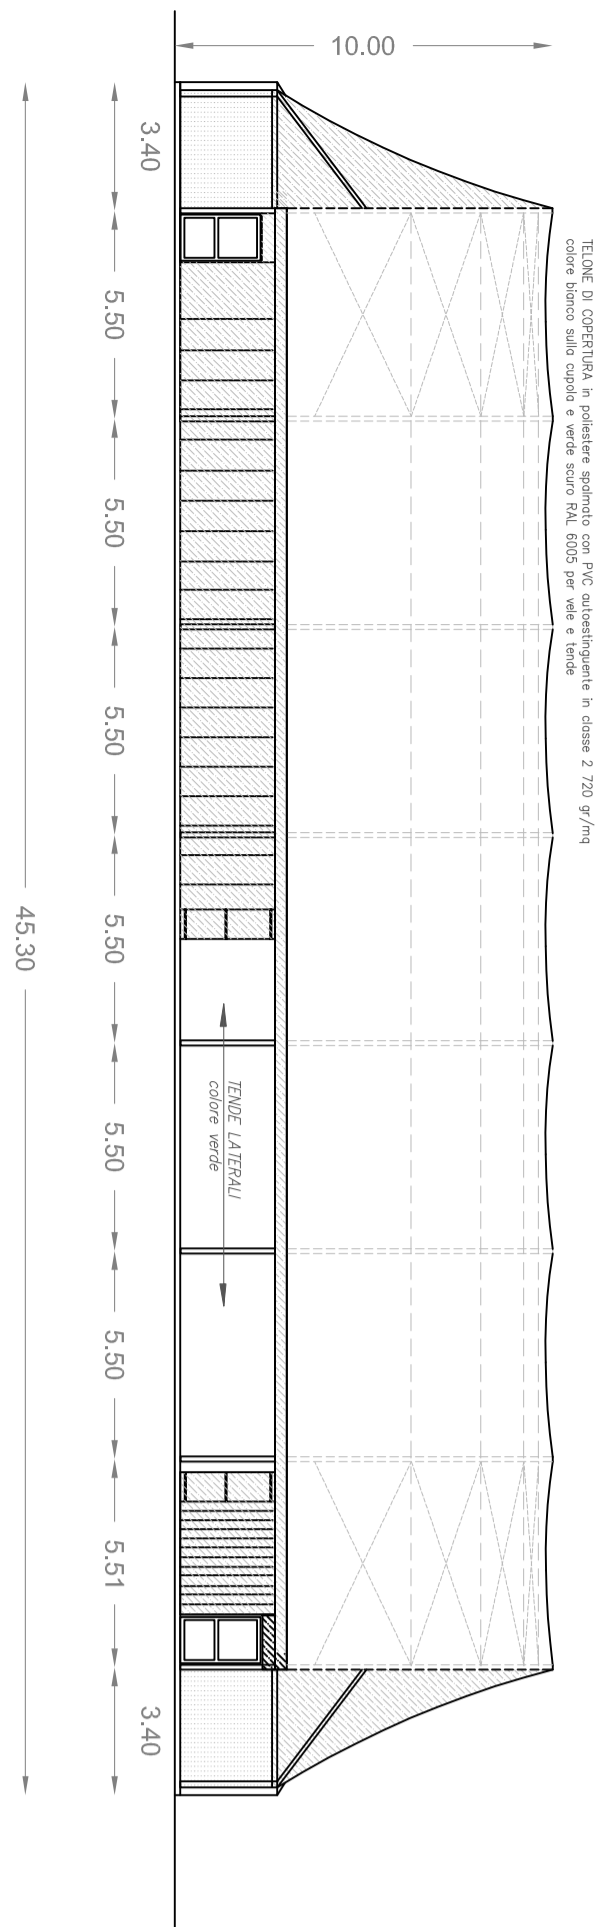 TELONE DI COPERTURA in poliestere spalmato con PVC autoestinguente in classe 2 720 gr/mq
colore bianco sulla cupola e verde scuro RAL 6005 per vele e tende
10.00
TENDE LATERALI
colore verde
3.40
5.50
5.50
5.50
5.50
5.50
5.50
5.51
3.40
45.30